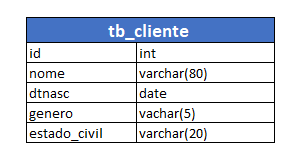 tb_cliente
id int
nome varchar(80)
dtnasc date
genero vachar(5)
estado_civil varchar(20)